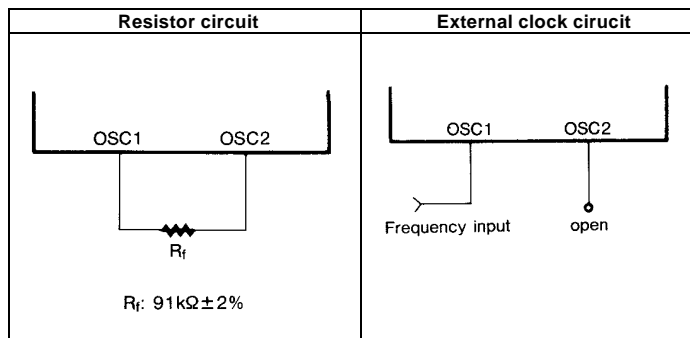 Resistor circuit
External clock cirucit
OSC1 OSC2
Rf
Rf: 91kΩ±2%
OSC1 OSC2
Frequency input open